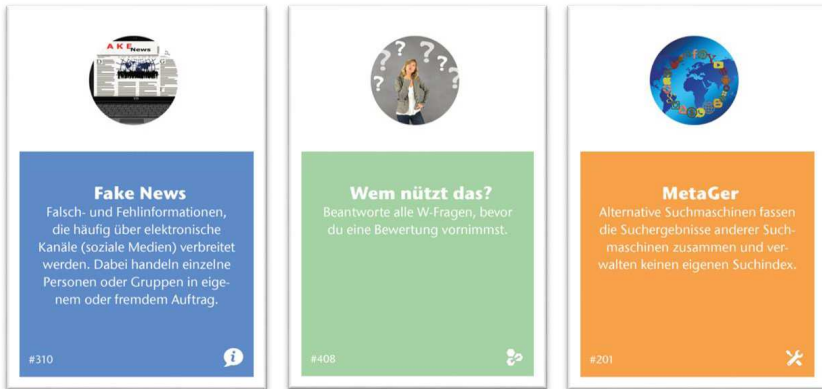 AKE News
Fake News
Falsch- und Fehlinformationen,
die häufig über elektronische
Kanäle (soziale Medien) verbreitet
werden. Dabei handeln einzelne
Personen oder Gruppen in eige-
nem oder fremdem Auftrag.
#310
i
? ? ? ? ? ? ?
Wem nützt das?
Beantworte alle W-Fragen, bevor
du eine Bewertung vornimmst.
#408
MetaGer
Alternative Suchmaschinen fassen
die Suchergebnisse anderer Such-
maschinen zusammen und ver-
walten keinen eigenen Suchindex.
#201